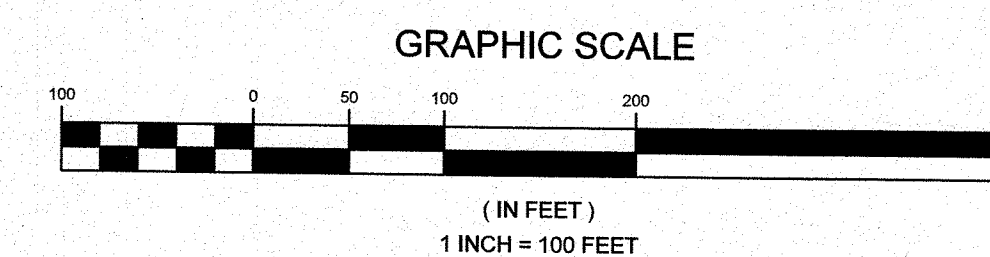 GRAPHIC SCALE
100 0 50 100 200
( IN FEET )
1 INCH = 100 FEET